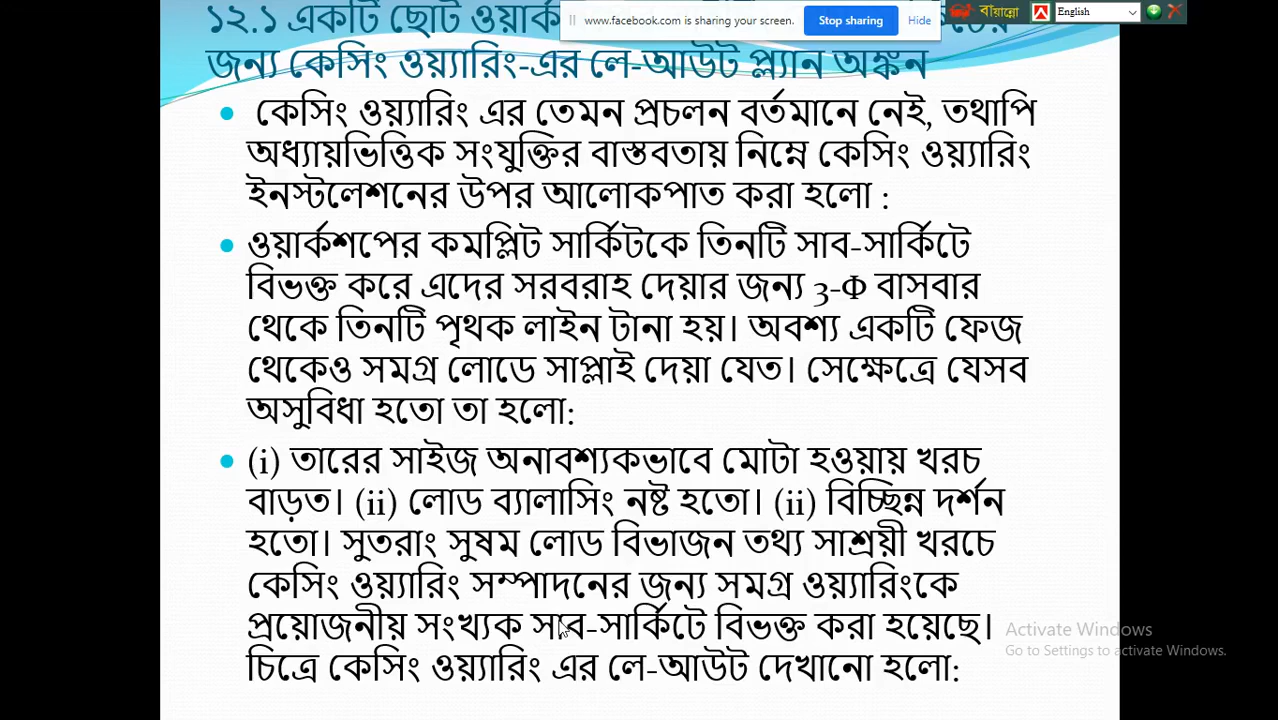 ১২.১ একটি ছোট ওয়ার্ক
www.facebook.com is sharing your screen. Stop sharing Hide
বায়ান্নো English
জন্য কেসিং ওয়্যারিং-এর লে-আউট প্ল্যান অঙ্কন
কেসিং ওয়্যারিং এর তেমন প্রচলন বর্তমানে নেই, তথাপি
অধ্যায়ভিত্তিক সংযুক্তির বাস্তবতায় নিম্নে কেসিং ওয়্যারিং
ইনস্টলেশনের উপর আলোকপাত করা হলো :
ওয়ার্কশপের কমপ্লিট সার্কিটকে তিনটি সাব-সার্কিটে
বিভক্ত করে এদের সরবরাহ দেয়ার জন্য 3-Φ বাসবার
থেকে তিনটি পৃথক লাইন টানা হয়। অবশ্য একটি ফেজ
থেকেও সমগ্র লোডে সাপ্লাই দেয়া যেত। সেক্ষেত্রে যেসব
অসুবিধা হতো তা হলো:
(i) তারের সাইজ অনাবশ্যকভাবে মোটা হওয়ায় খরচ
বাড়ত। (ii) লোড ব্যালাসিং নষ্ট হতো। (ii) বিচ্ছিন্ন দর্শন
হতো। সুতরাং সুষম লোড বিভাজন তথ্য সাশ্রয়ী খরচে
কেসিং ওয়্যারিং সম্পাদনের জন্য সমগ্র ওয়্যারিংকে
প্রয়োজনীয় সংখ্যক সাব-সার্কিটে বিভক্ত করা হয়েছে।
চিত্রে কেসিং ওয়্যারিং এর লে-আউট দেখানো হলো:
Activate Windows
Go to Settings to activate Windows.